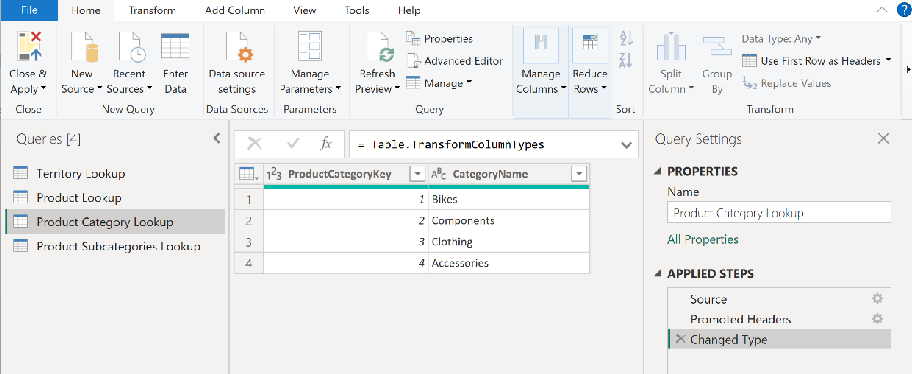 File Home Transform Add Column View Tools Help
Close & Apply
New Source
Recent Sources
Enter Data
Data source settings
Manage Parameters
Refresh Preview
Properties
Advanced Editor
Manage
Manage Columns
Reduce Rows
Split Column
Group By
Data Type: Any
Use First Row as Headers
Replace Values
Close
New Query
Data Sources
Parameters
Query
Sort
Transform
Queries [4]
Territory Lookup
Product Lookup
Product Category Lookup
Product Subcategories Lookup
fx = Table.TransformColumnTypes
123 ProductCategoryKey ABC CategoryName
1 1 Bikes
2 2 Components
3 3 Clothing
4 4 Accessories
Query Settings
PROPERTIES
Name
Product Category Lookup
All Properties
APPLIED STEPS
Source
Promoted Headers
Changed Type